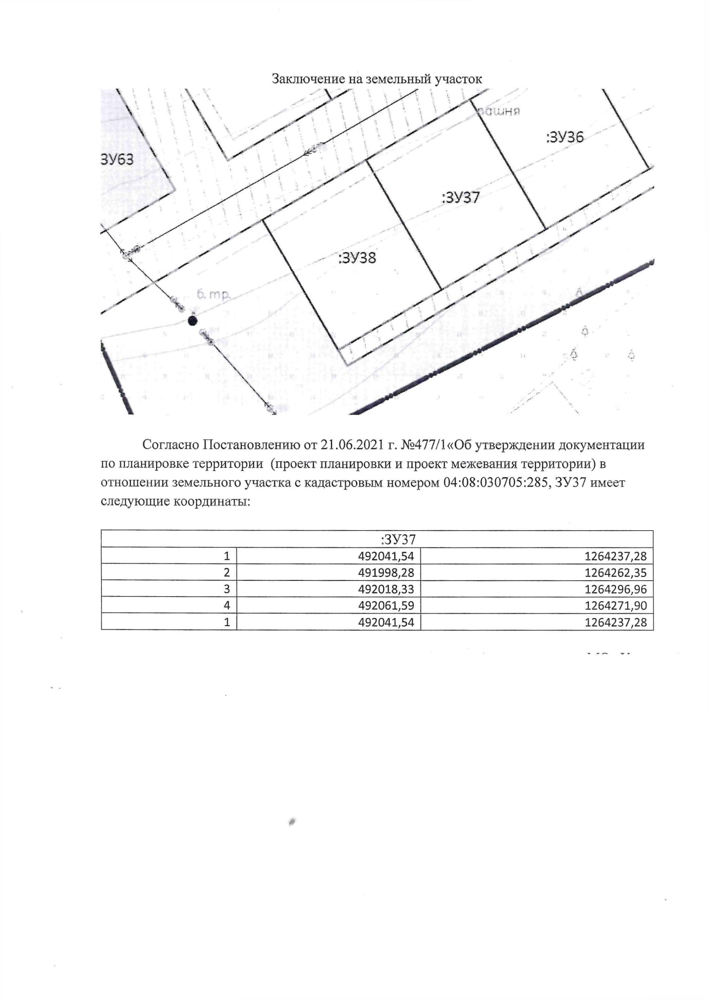 Заключение на земельный участок
:ЗУ36
ЗУ63
:ЗУ37
:ЗУ38
б. тр.
Согласно Постановлению от 21.06.2021 г. №477/1«Об утверждении документации
по планировке территории (проект планировки и проект межевания территории) в
отношении земельного участка с кадастровым номером 04:08:030705:285, ЗУ37 имеет
следующие координаты:
:ЗУ37
1 492041,54 1264237,28
2 491998,28 1264262,35
3 492018,33 1264296,96
4 492061,59 1264271,90
1 492041,54 1264237,28